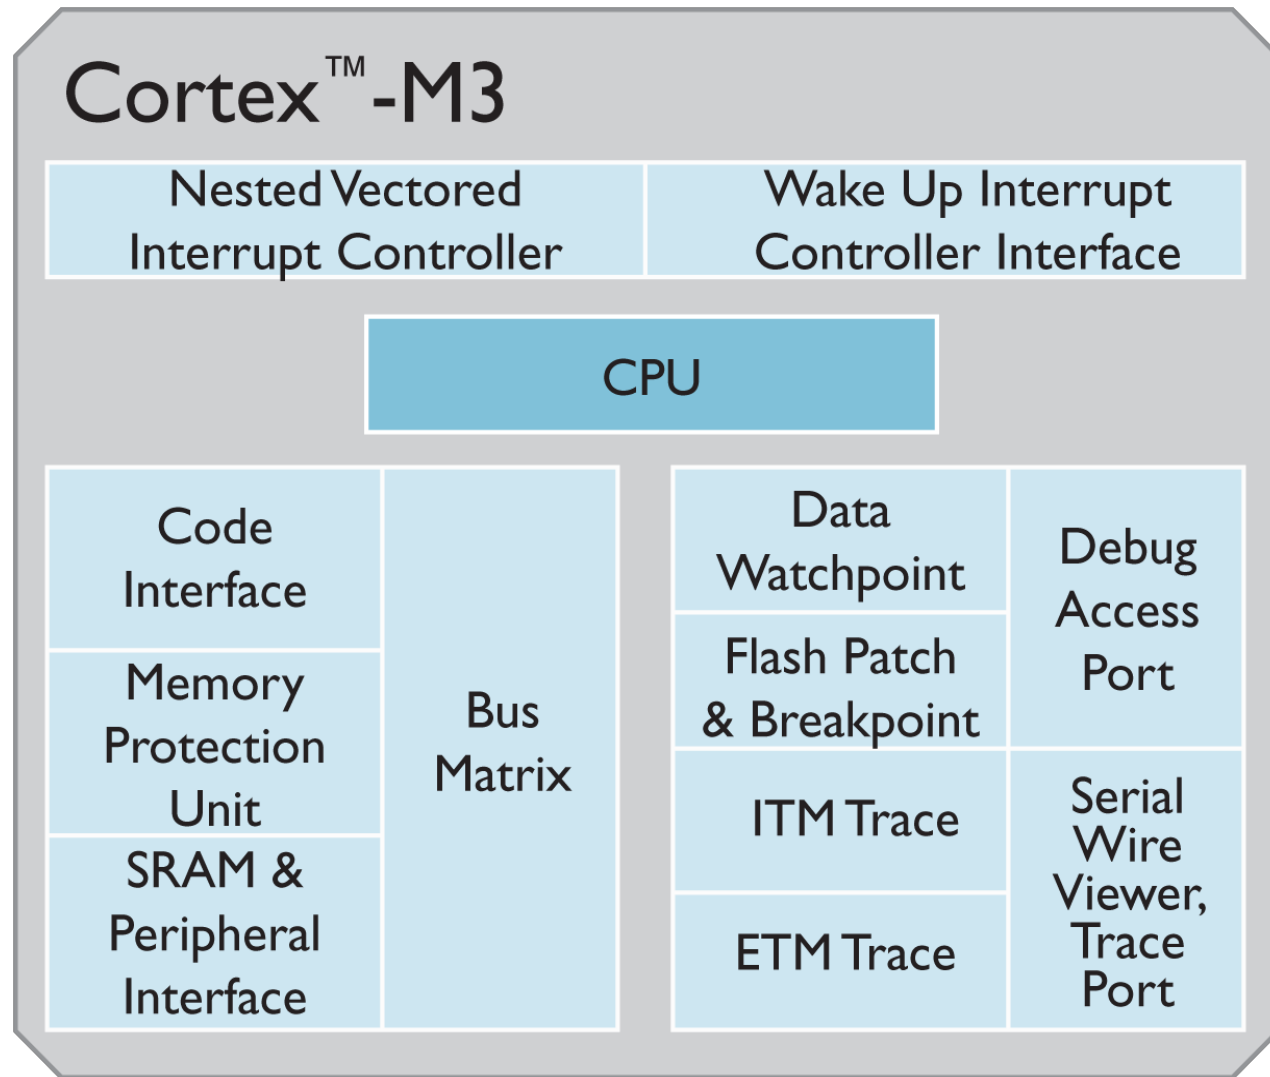 Cortex™-M3
Nested Vectored
Interrupt Controller
Wake Up Interrupt
Controller Interface
CPU
Code
Interface
Memory
Protection
Unit
SRAM &
Peripheral
Interface
Bus
Matrix
Data
Watchpoint
Flash Patch
& Breakpoint
ITM Trace
ETM Trace
Debug
Access
Port
Serial
Wire
Viewer,
Trace
Port